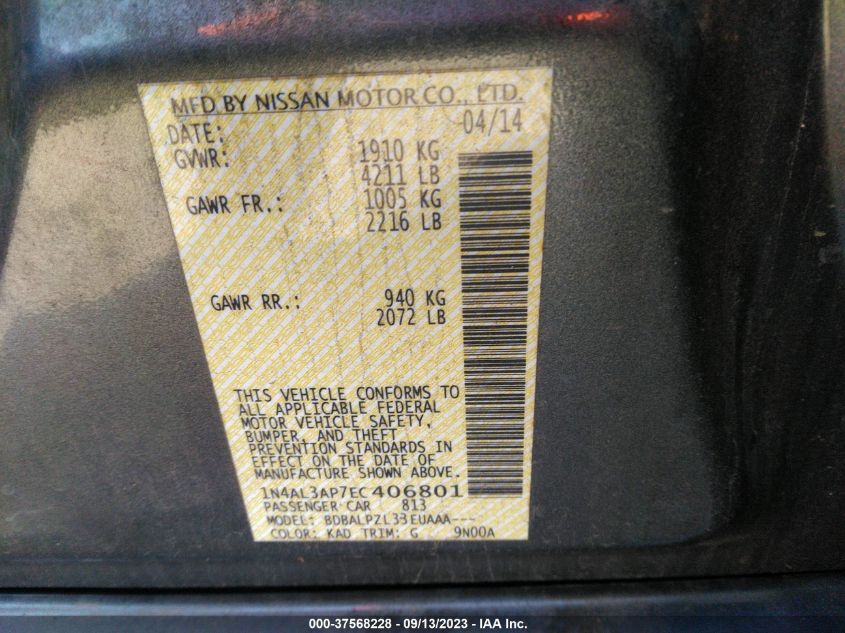 MFD.BY NISSAN MOTOR CO., LTD.
DATE: 04/14
GVWR: 1910 KG
4211 LB
GAWR FR.: 1005 KG
2216 LB
GAWR RR.: 940 KG
2072 LB
THIS VEHICLE CONFORMS TO
ALL APPLICABLE FEDERAL
MOTOR VEHICLE SAFETY,
BUMPER, AND THEFT
PREVENTION STANDARDS IN
EFFECT ON THE DATE OF
MANUFACTURE SHOWN ABOVE.
1N4AL3AP7EC406801
PASSENGER CAR 813
MODEL: BDBALPZL33EUAAA---
COLOR: KAD TRIM: G 9N00A
000-37568228 - 09/13/2023 - IAA Inc.